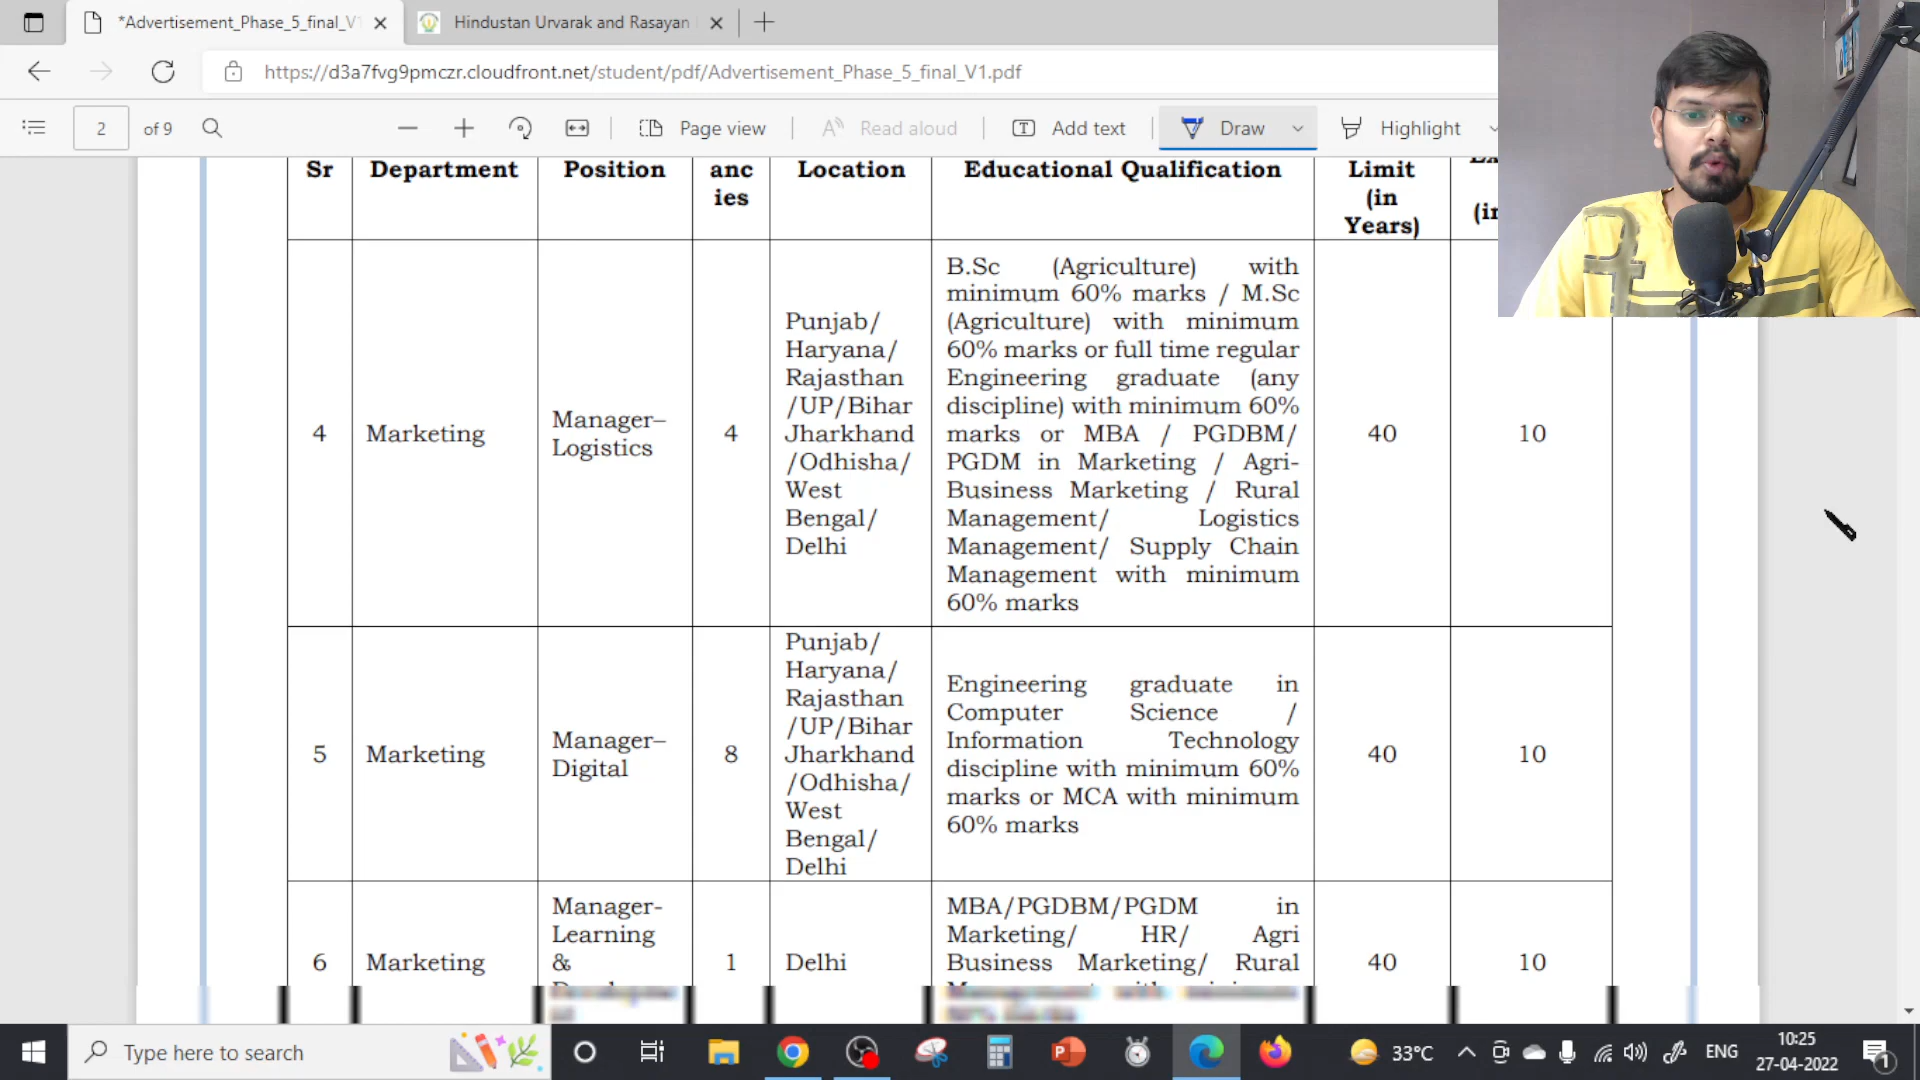 *Advertisement_Phase_5_final_V1
Hindustan Urvarak and Rasayan
https://d3a7fvg9pmczr.cloudfront.net/student/pdf/Advertisement_Phase_5_final_V1.pdf
2 of 9
Page view
Read aloud
Add text
Draw
Highlight
Sr
Department
Position
anc
ies
Location
Educational Qualification
Limit
(in
Years)
4
Marketing
Manager–
Logistics
4
Punjab/
Haryana/
Rajasthan
/UP/Bihar
Jharkhand
/Odhisha/
West
Bengal/
Delhi
B.Sc (Agriculture) with
minimum 60% marks / M.Sc
(Agriculture) with minimum
60% marks or full time regular
Engineering graduate (any
discipline) with minimum 60%
marks or MBA / PGDBM/
PGDM in Marketing / Agri-
Business Marketing / Rural
Management/ Logistics
Management/ Supply Chain
Management with minimum
60% marks
40
10
5
Marketing
Manager–
Digital
8
Punjab/
Haryana/
Rajasthan
/UP/Bihar
Jharkhand
/Odhisha/
West
Bengal/
Delhi
Engineering graduate in
Computer Science /
Information Technology
discipline with minimum 60%
marks or MCA with minimum
60% marks
40
10
6
Marketing
Manager-
Learning
&
1
Delhi
MBA/PGDBM/PGDM in
Marketing/ HR/ Agri
Business Marketing/ Rural
40
10
Type here to search
33°C
ENG
10:25
27-04-2022
1